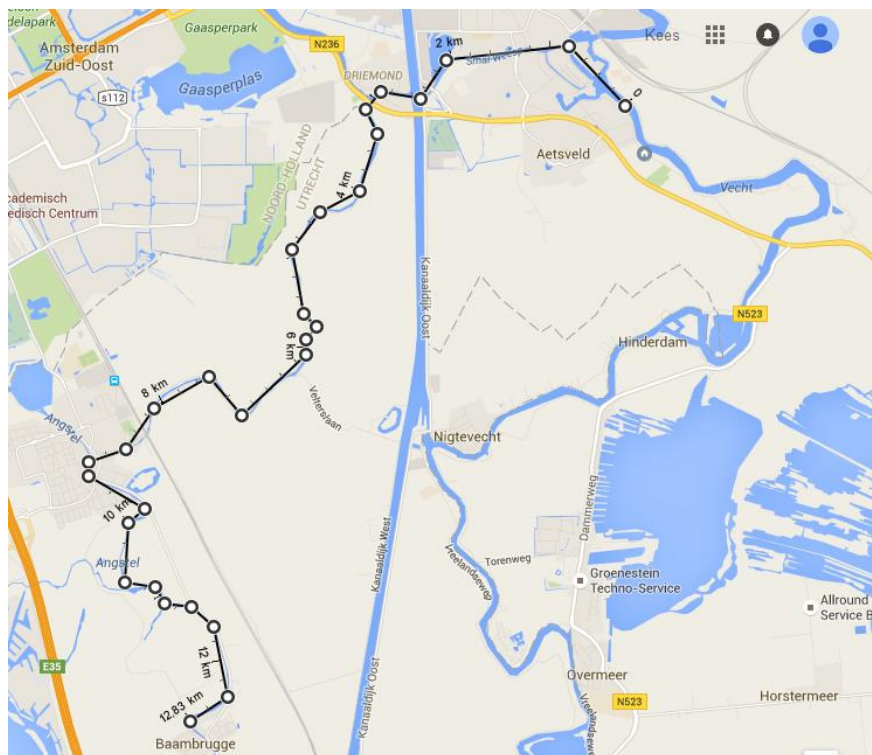 depark
Gaasperpark
N236
2 km
Smal Weesp
Kees
Amsterdam
Zuid-Oost
Gaasperplas
DRIEMOND
0
s112
Aetsveld
NOORD-HOLLAND
UTRECHT
4 km
Vecht
cademisch
edisch Centrum
Kanaaldijk Oost
N523
6 km
Hinderdam
8 km
Velterslaan
Angstel
Nigtevecht
10 km
Dammerweg
Kanaaldijk West
Torenweg
Angstel
Vreelandseweg
Groenestein
Techno-Service
Allround
Service B
E35
12 km
Kanaaldijk Oost
Overmeer
12.83 km
N523
Horstermeer
Vreelandsewe
Baambrugge